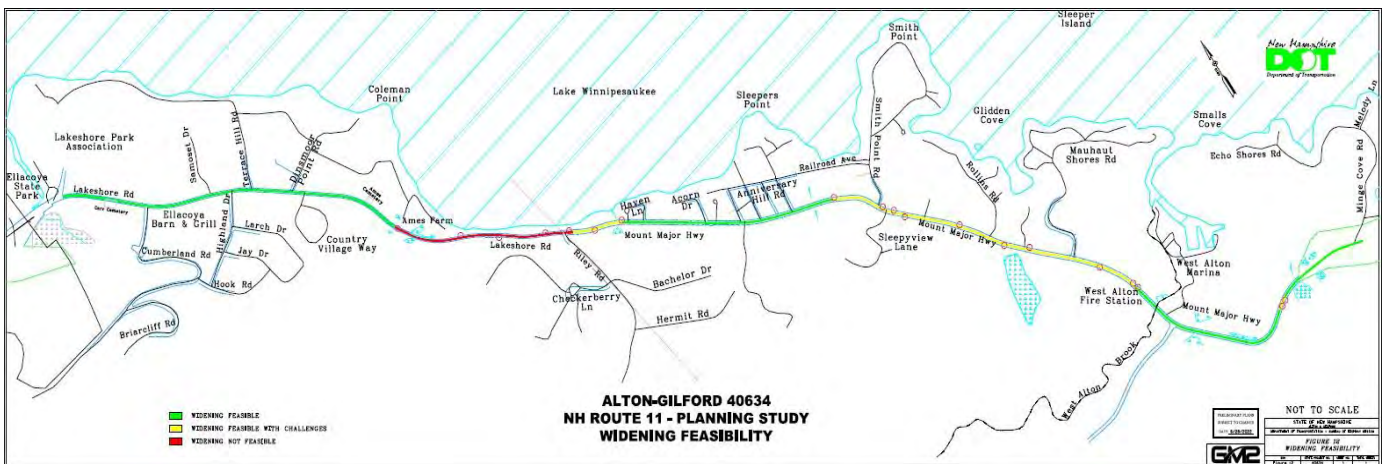 Sleeper
Island
Smith
Point
New Hampshire
DOT
Department of Transportation
Coleman
Point
Lake Winnipesaukee
Sleepers
Point
Glidden
Cove
Smalls
Cove
Melody Ln
Lakeshore Park
Association
Samoset Dr
Terrace Hill Rd
Dinsmoor
Point Rd
Smith
Point Rd
Mauhaut
Shores Rd
Echo Shores Rd
Minge Cove Rd
Railroad Ave
Rollins Rd
Ellacoya
State
Park
Lakeshore Rd
Haven
Ln
Acorn
Dr
Anniversary
Hill Rd
Ames Farm
Ellacoya
Barn & Grill
Highland Dr
Larch Dr
Country
Village Way
Lakeshore Rd
Mount Major Hwy
Mount Major Hwy
Sleepyview
Lane
Cumberland Rd
Jay Dr
Hook Rd
Riley Rd
Bachelor Dr
Checkerberry
Ln
Hermit Rd
West Alton
Marina
West Alton
Fire Station
Mount Major Hwy
Briarcliff Rd
West Alton Brook
ALTON-GILFORD 40634
NH ROUTE 11 - PLANNING STUDY
WIDENING FEASIBILITY
WIDENING FEASIBLE
WIDENING FEASIBLE WITH CHALLENGES
WIDENING NOT FEASIBLE
NOT TO SCALE
STATE OF NEW HAMPSHIRE
WIDENING FEASIBILITY
GM2